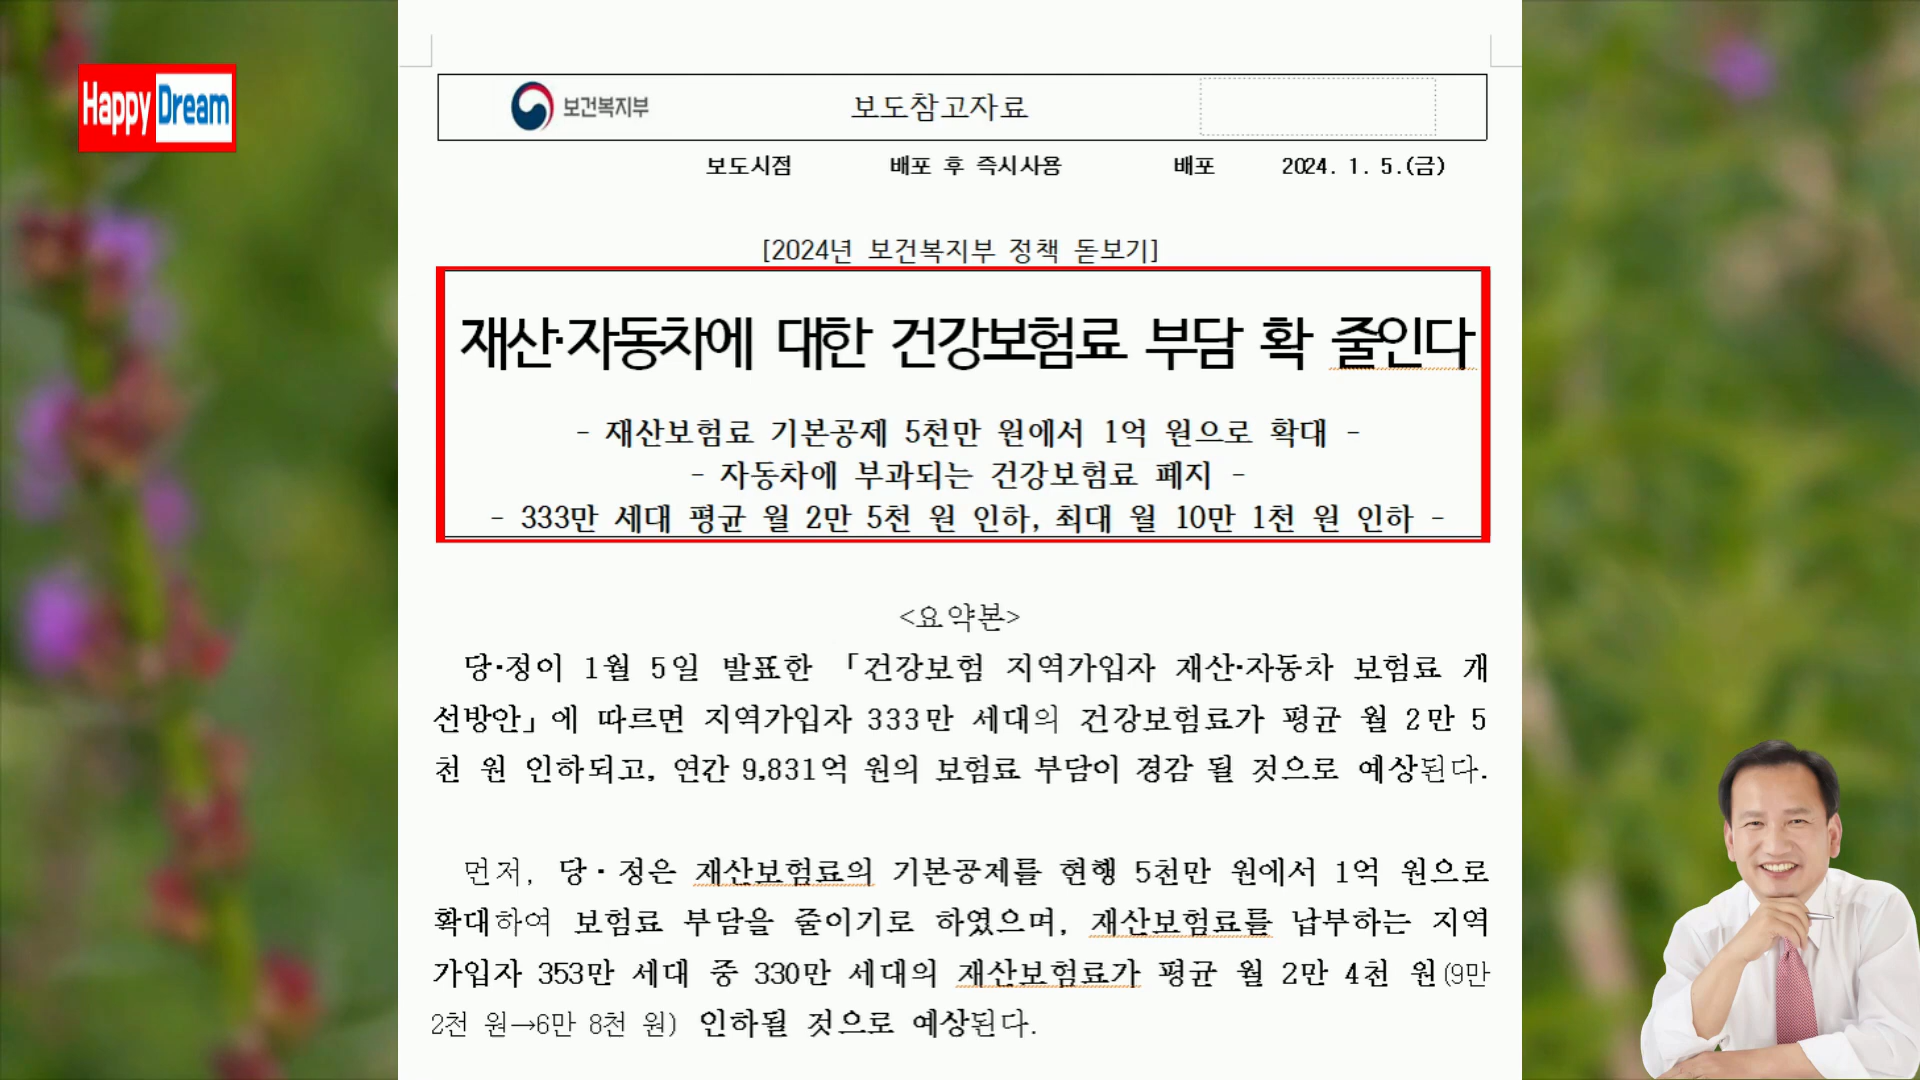 Happy Dream
보건복지부 보도참고자료
보도시점 배포 후 즉시사용 배포 2024. 1. 5.(금)
[2024년 보건복지부 정책 돋보기]
재산·자동차에 대한 건강보험료 부담 확 줄인다
- 재산보험료 기본공제 5천만 원에서 1억 원으로 확대 -
- 자동차에 부과되는 건강보험료 폐지 -
- 333만 세대 평균 월 2만 5천 원 인하, 최대 월 10만 1천 원 인하 -
<요약본>
당·정이 1월 5일 발표한 「건강보험 지역가입자 재산·자동차 보험료 개
선방안」에 따르면 지역가입자 333만 세대의 건강보험료가 평균 월 2만 5
천 원 인하되고, 연간 9,831억 원의 보험료 부담이 경감 될 것으로 예상된다.
먼저, 당·정은 재산보험료의 기본공제를 현행 5천만 원에서 1억 원으로
확대하여 보험료 부담을 줄이기로 하였으며, 재산보험료를 납부하는 지역
가입자 353만 세대 중 330만 세대의 재산보험료가 평균 월 2만 4천 원(9만
2천 원→6만 8천 원) 인하될 것으로 예상된다.